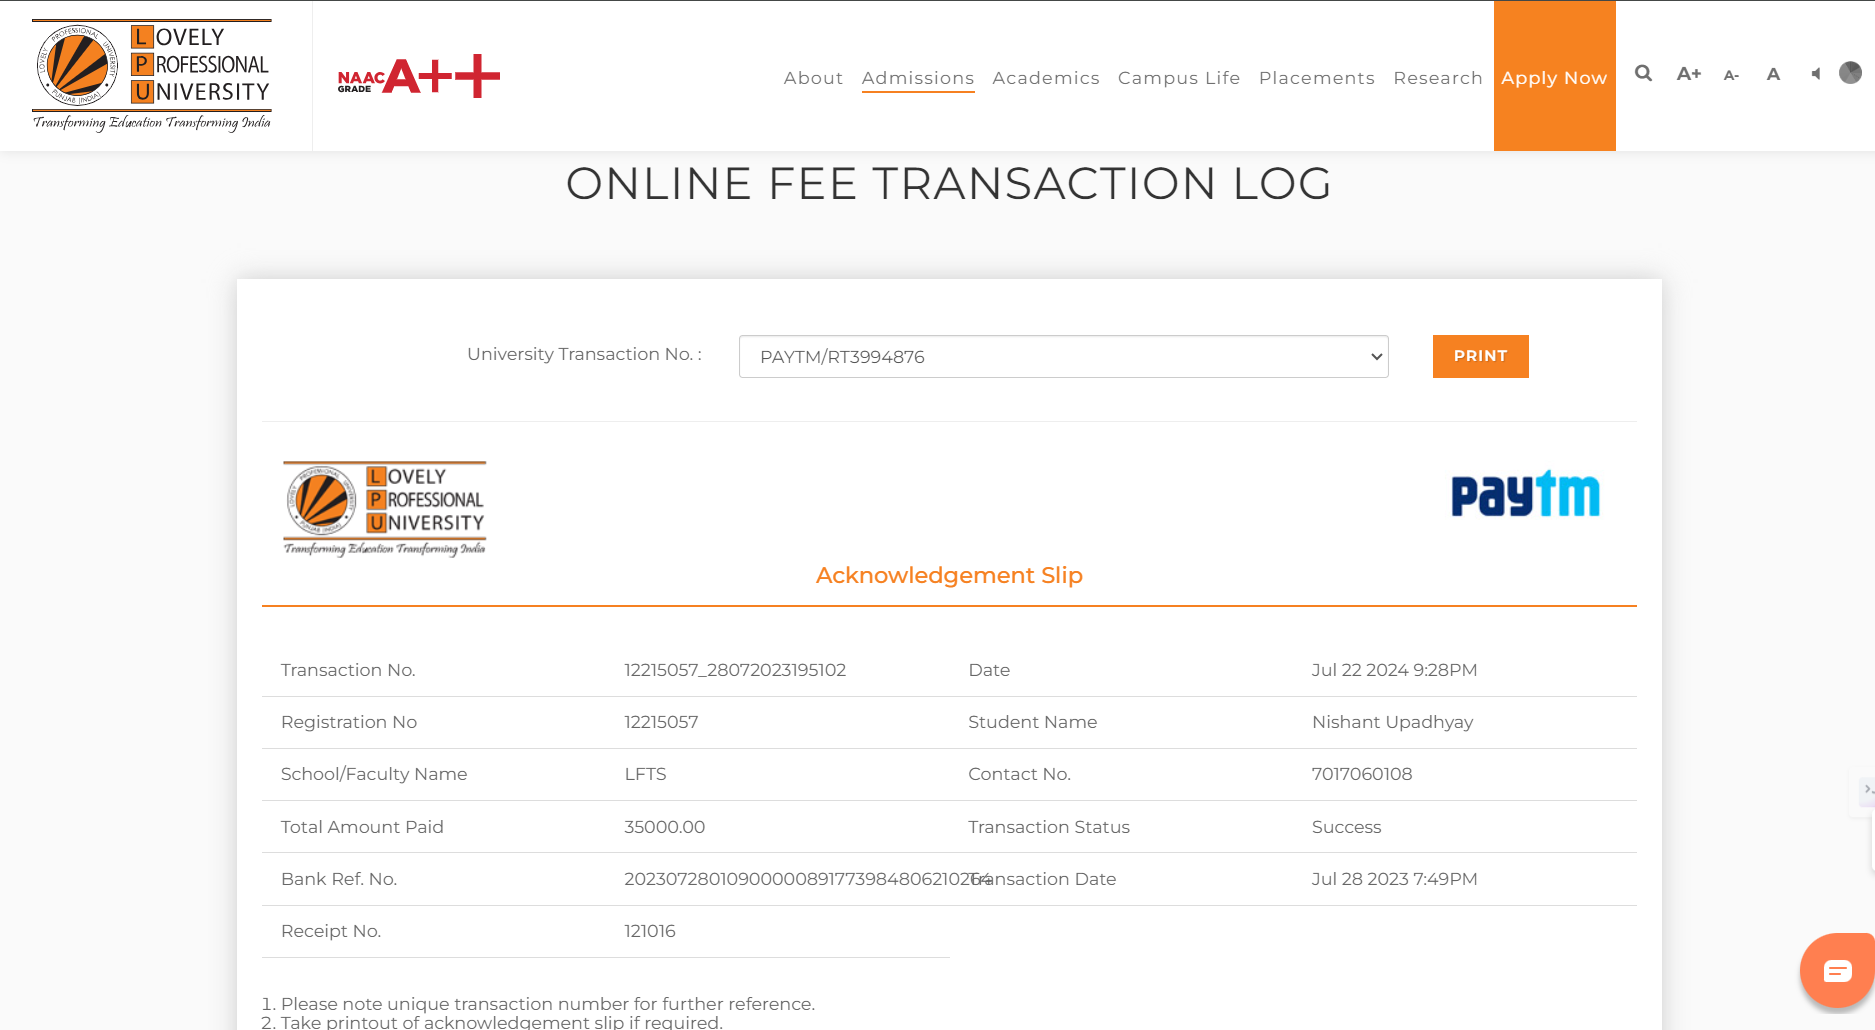 LOVELY
PROFESSIONAL
UNIVERSITY
Transforming Education Transforming India
NAAC
GRADE
A++
About Admissions Academics Campus Life Placements Research Apply Now A+ A- A
ONLINE FEE TRANSACTION LOG
University Transaction No. : PAYTM/RT3994876 PRINT
LOVELY
PROFESSIONAL
UNIVERSITY
Transforming Education Transforming India
paytm
Acknowledgement Slip
Transaction No. 12215057_28072023195102 Date Jul 22 2024 9:28PM
Registration No 12215057 Student Name Nishant Upadhyay
School/Faculty Name LFTS Contact No. 7017060108
Total Amount Paid 35000.00 Transaction Status Success
Bank Ref. No. Transaction Date Jul 28 2023 7:49PM
Receipt No. 121016
1. Please note unique transaction number for further reference.
2. Take printout of acknowledgement slip if required.